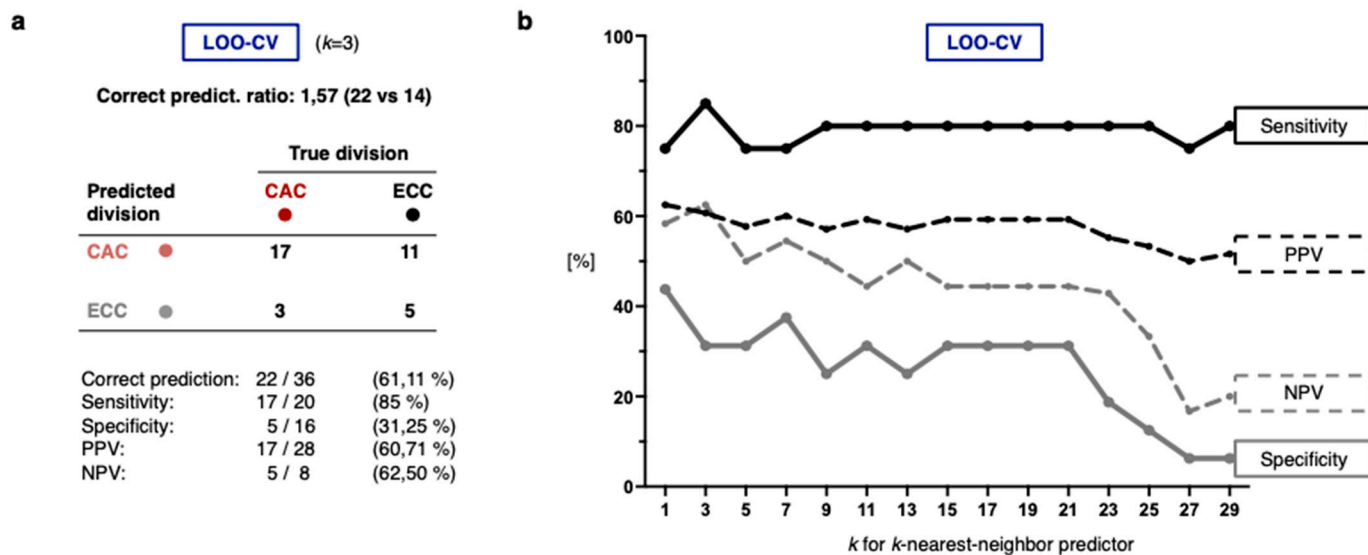 a
LOO-CV (k=3)
Correct predict. ratio: 1,57 (22 vs 14)
True division
Predicted division CAC ECC
CAC 17 11
ECC 3 5
Correct prediction: 22 / 36 (61,11 %)
Sensitivity: 17 / 20 (85 %)
Specificity: 5 / 16 (31,25 %)
PPV: 17 / 28 (60,71 %)
NPV: 5 / 8 (62,50 %)
b
LOO-CV
100
80
60
[%]
40
20
0
Sensitivity
PPV
NPV
Specificity
1 3 5 7 9 11 13 15 17 19 21 23 25 27 29
k for k-nearest-neighbor predictor